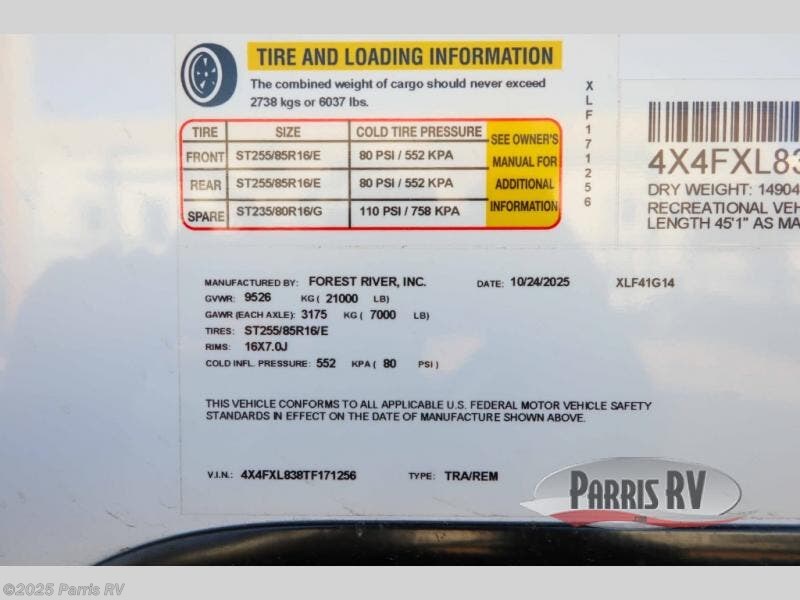 TIRE AND LOADING INFORMATION
The combined weight of cargo should never exceed
2738 kgs or 6037 lbs.
TIRE SIZE COLD TIRE PRESSURE
FRONT ST255/85R16/E 80 PSI / 552 KPA
REAR ST255/85R16/E 80 PSI / 552 KPA
SPARE ST235/80R16/G 110 PSI / 758 KPA
SEE OWNER'S
MANUAL FOR
ADDITIONAL
INFORMATION
XLF171256
4X4FXL83
DRY WEIGHT: 14904
RECREATIONAL VEH
LENGTH 45'1" AS MA
MANUFACTURED BY: FOREST RIVER, INC. DATE: 10/24/2025 XLF41G14
GVWR: 9526 KG ( 21000 LB)
GAWR (EACH AXLE): 3175 KG ( 7000 LB)
TIRES: ST255/85R16/E
RIMS: 16X7.0J
COLD INFL. PRESSURE: 552 KPA ( 80 PSI )
THIS VEHICLE CONFORMS TO ALL APPLICABLE U.S. FEDERAL MOTOR VEHICLE SAFETY
STANDARDS IN EFFECT ON THE DATE OF MANUFACTURE SHOWN ABOVE.
V.I.N.: 4X4FXL838TF171256 TYPE: TRA/REM
PARRIS RV
©2025 Parris RV